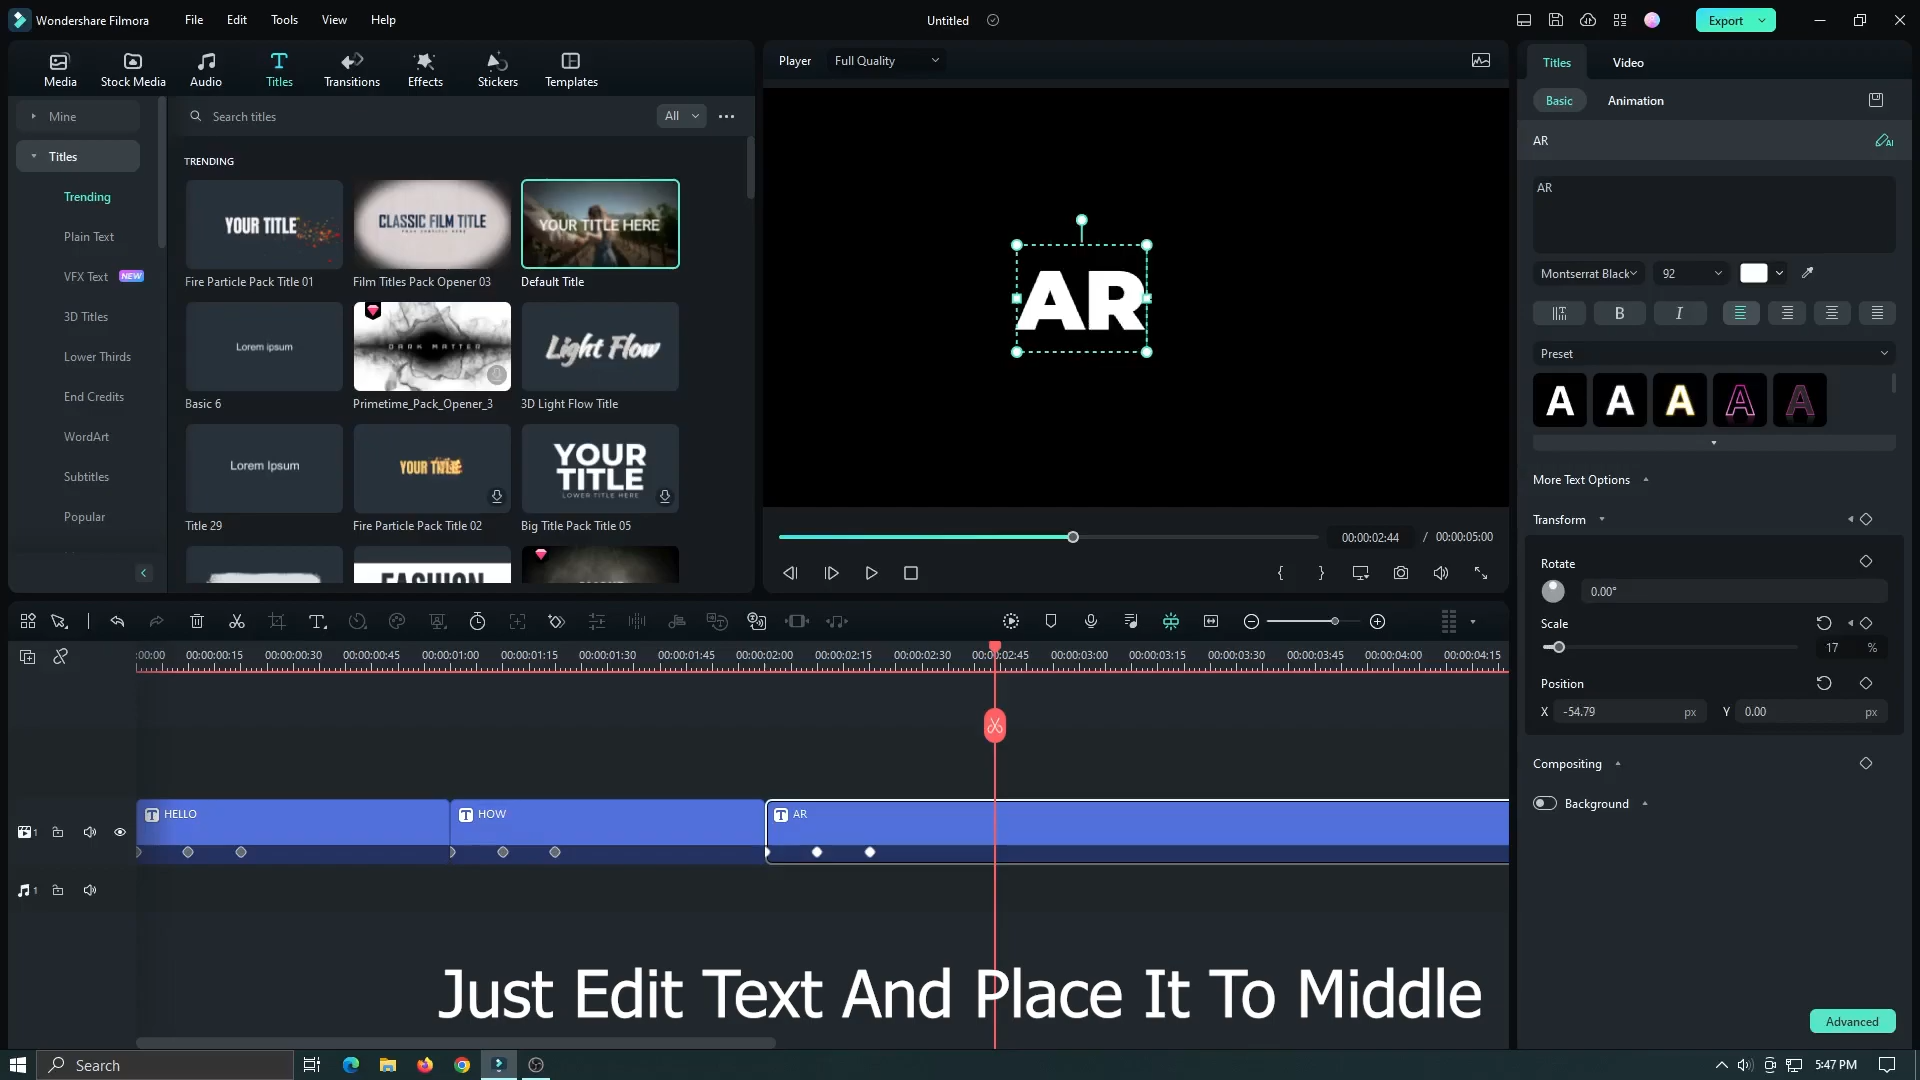 Wondershare Filmora
File
Edit
Tools
View
Help
Untitled
Export
Media
Stock Media
Audio
Titles
Transitions
Effects
Stickers
Templates
Player
Full Quality
Titles
Video
Mine
Search titles
All
Basic
Animation
Titles
TRENDING
AR
Trending
Plain Text
VFX Text NEW
3D Titles
Lower Thirds
End Credits
WordArt
Subtitles
Popular
YOUR TITLE
CLASSIC FILM TITLE
YOUR TITLE HERE
Fire Particle Pack Title 01
Film Titles Pack Opener 03
Default Title
Lorem ipsum
DARK MATTER
Light Flow
Basic 6
Primetime_Pack_Opener_3
3D Light Flow Title
Lorem Ipsum
YOUR TITLE
YOUR
TITLE
LOWER TITLE HERE
Title 29
Fire Particle Pack Title 02
Big Title Pack Title 05
FASHION
AR
00:00:02:44 / 00:00:05:00
AR
Montserrat Black
92
B
I
Preset
A A A A A
More Text Options
Transform
Rotate
0.00°
Scale
17 %
Position
X -54.79 px Y 0.00 px
Compositing
Background
Advanced
:00:00 00:00:00:15 00:00:00:30 00:00:00:45 00:00:01:00 00:00:01:15 00:00:01:30 00:00:01:45 00:00:02:00 00:00:02:15 00:00:02:30 00:00:02:45 00:00:03:00 00:00:03:15 00:00:03:30 00:00:03:45 00:00:04:00 00:00:04:15
HELLO
HOW
AR
1
1
Just Edit Text And Place It To Middle
Search
5:47 PM